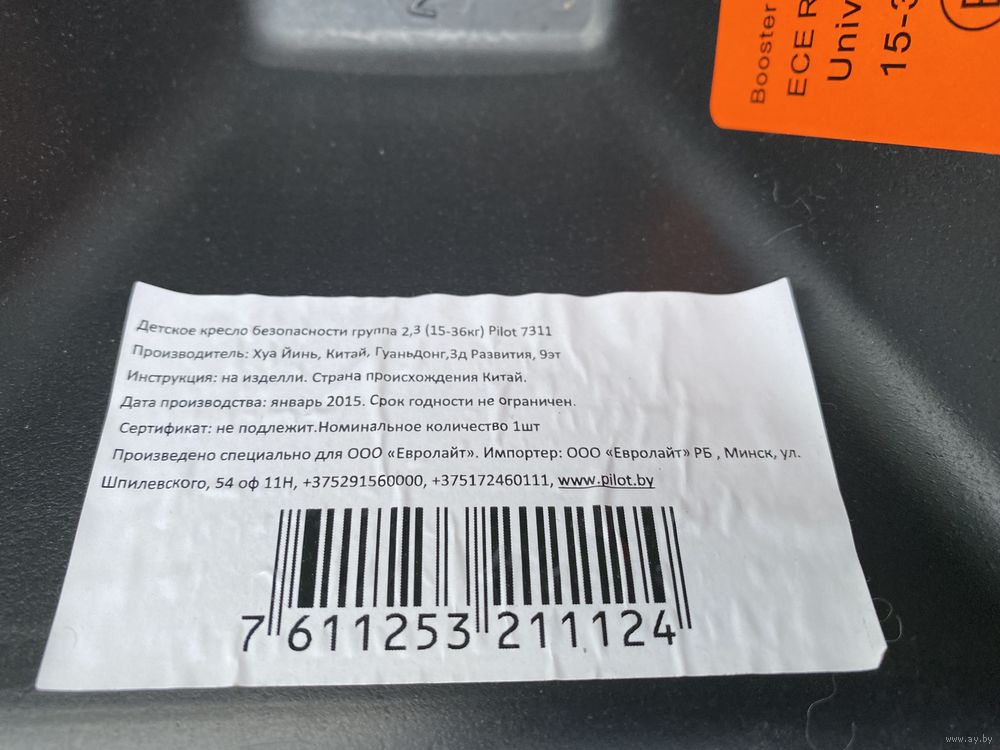 Booster
ECE R
Univ
15-3
E
Детское кресло безопасности группа 2,3 (15-36кг) Pilot 7311
Производитель: Хуа Йинь, Китай, Гуаньдонг,3д Развития, 9эт
Инструкция: на изделли. Страна происхождения Китай.
Дата производства: январь 2015. Срок годности не ограничен.
Сертификат: не подлежит.Номинальное количество 1шт
Произведено специально для ООО «Евролайт». Импортер: ООО «Евролайт» РБ , Минск, ул.
Шпилевского, 54 оф 11Н, +375291560000, +375172460111, www.pilot.by
7 611253 211124
www.ay.by